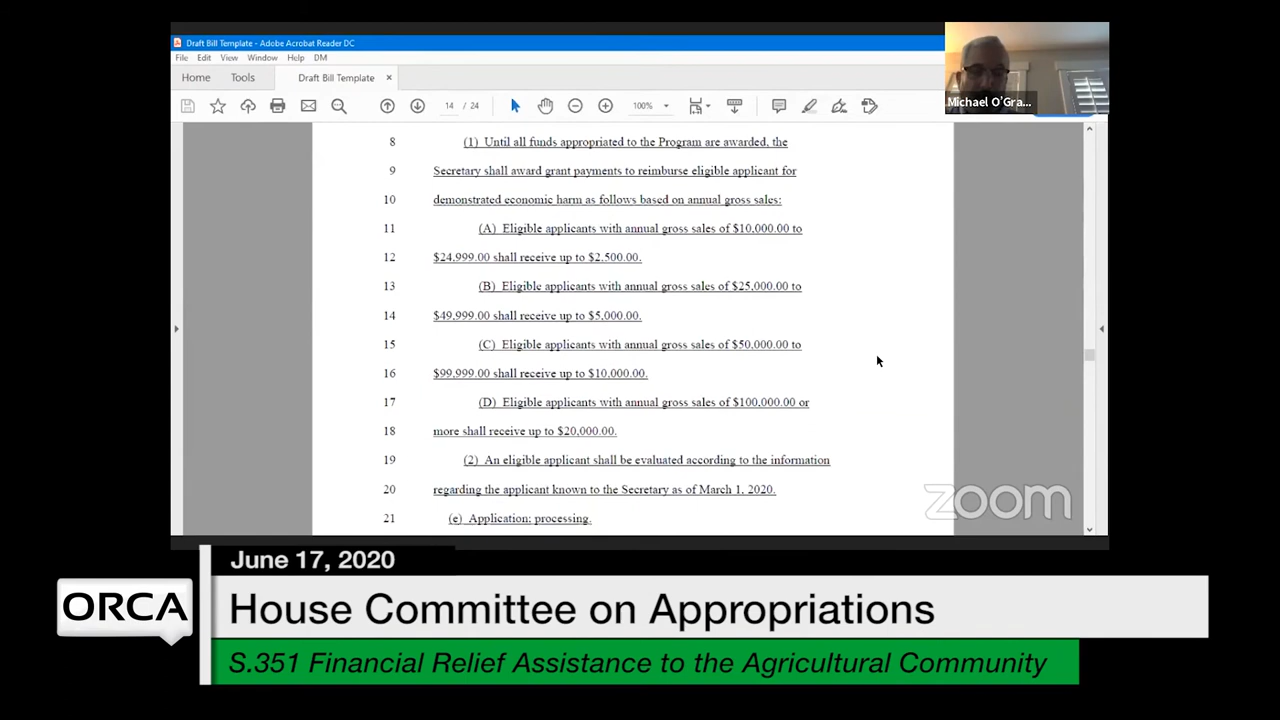 Draft Bill Template - Adobe Acrobat Reader DC
File Edit View Window Help DM
Home Tools Draft Bill Template ×
14 / 24 100%
Michael O'Gra...
8 (1) Until all funds appropriated to the Program are awarded, the
9 Secretary shall award grant payments to reimburse eligible applicant for
10 demonstrated economic harm as follows based on annual gross sales:
11 (A) Eligible applicants with annual gross sales of $10,000.00 to
12 $24,999.00 shall receive up to $2,500.00.
13 (B) Eligible applicants with annual gross sales of $25,000.00 to
14 $49,999.00 shall receive up to $5,000.00.
15 (C) Eligible applicants with annual gross sales of $50,000.00 to
16 $99,999.00 shall receive up to $10,000.00.
17 (D) Eligible applicants with annual gross sales of $100,000.00 or
18 more shall receive up to $20,000.00.
19 (2) An eligible applicant shall be evaluated according to the information
20 regarding the applicant known to the Secretary as of March 1, 2020.
21 (e) Application; processing.
zoom
June 17, 2020
ORCA
House Committee on Appropriations
S.351 Financial Relief Assistance to the Agricultural Community